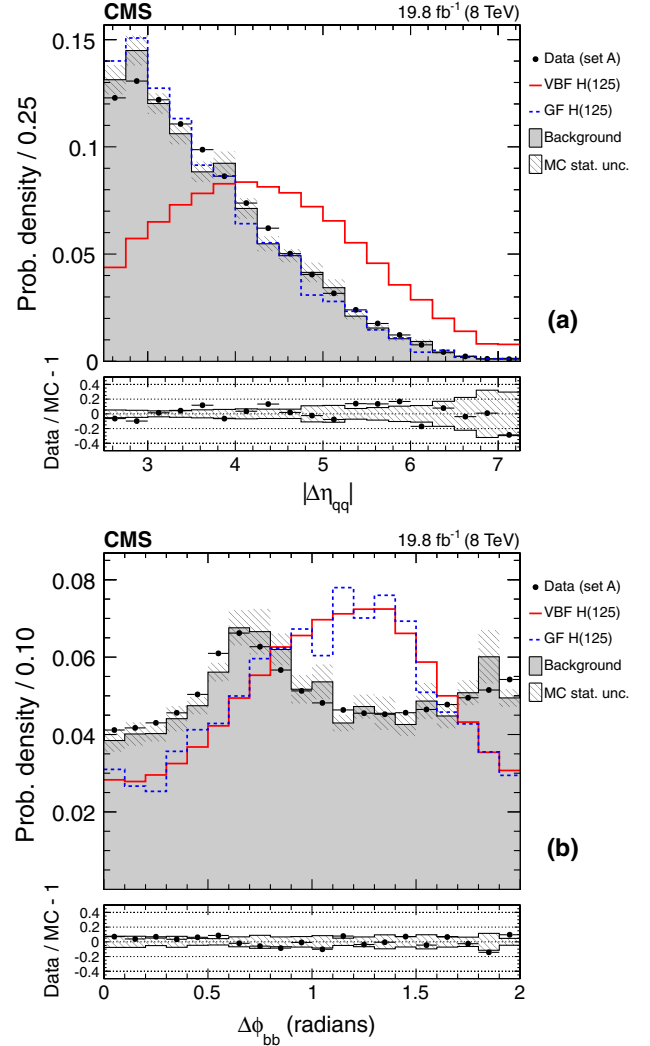 CMS 19.8 fb⁻¹ (8 TeV)
0.15
0.1
0.05
0
Prob. density / 0.25
Data (set A)
VBF H(125)
GF H(125)
Background
MC stat. unc.
(a)
0.4
0.2
0
-0.2
-0.4
Data / MC - 1
3 4 5 6 7
|Δη_qq|
CMS 19.8 fb⁻¹ (8 TeV)
0.08
0.06
0.04
0.02
Prob. density / 0.10
Data (set A)
VBF H(125)
GF H(125)
Background
MC stat. unc.
(b)
0.4
0.2
0
-0.2
-0.4
Data / MC - 1
0 0.5 1 1.5 2
Δϕ_bb (radians)